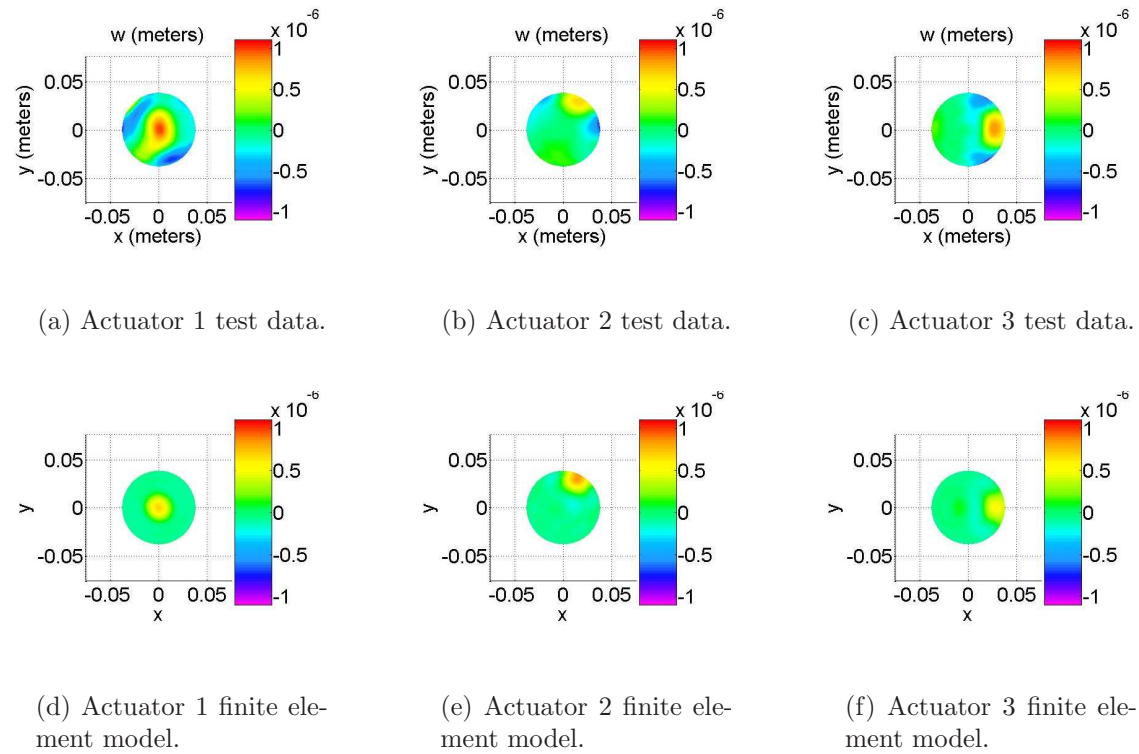 x 10 -6
x 10 -6
x 10 -6
w (meters)
w (meters)
w (meters)
y (meters)
0.05
0
-0.05
-0.05 0 0.05
x (meters)
1
0.5
0
-0.5
-1
y (meters)
0.05
0
-0.05
-0.05 0 0.05
x (meters)
1
0.5
0
-0.5
-1
y (meters)
0.05
0
-0.05
-0.05 0 0.05
x (meters)
1
0.5
0
-0.5
-1
(a) Actuator 1 test data.
(b) Actuator 2 test data.
(c) Actuator 3 test data.
x 10 -6
x 10 -6
x 10 -6
y
0.05
0
-0.05
-0.05 0 0.05
x
1
0.5
0
-0.5
-1
y
0.05
0
-0.05
-0.05 0 0.05
x
1
0.5
0
-0.5
-1
y
0.05
0
-0.05
-0.05 0 0.05
x
1
0.5
0
-0.5
-1
(d) Actuator 1 finite ele-
ment model.
(e) Actuator 2 finite ele-
ment model.
(f) Actuator 3 finite ele-
ment model.